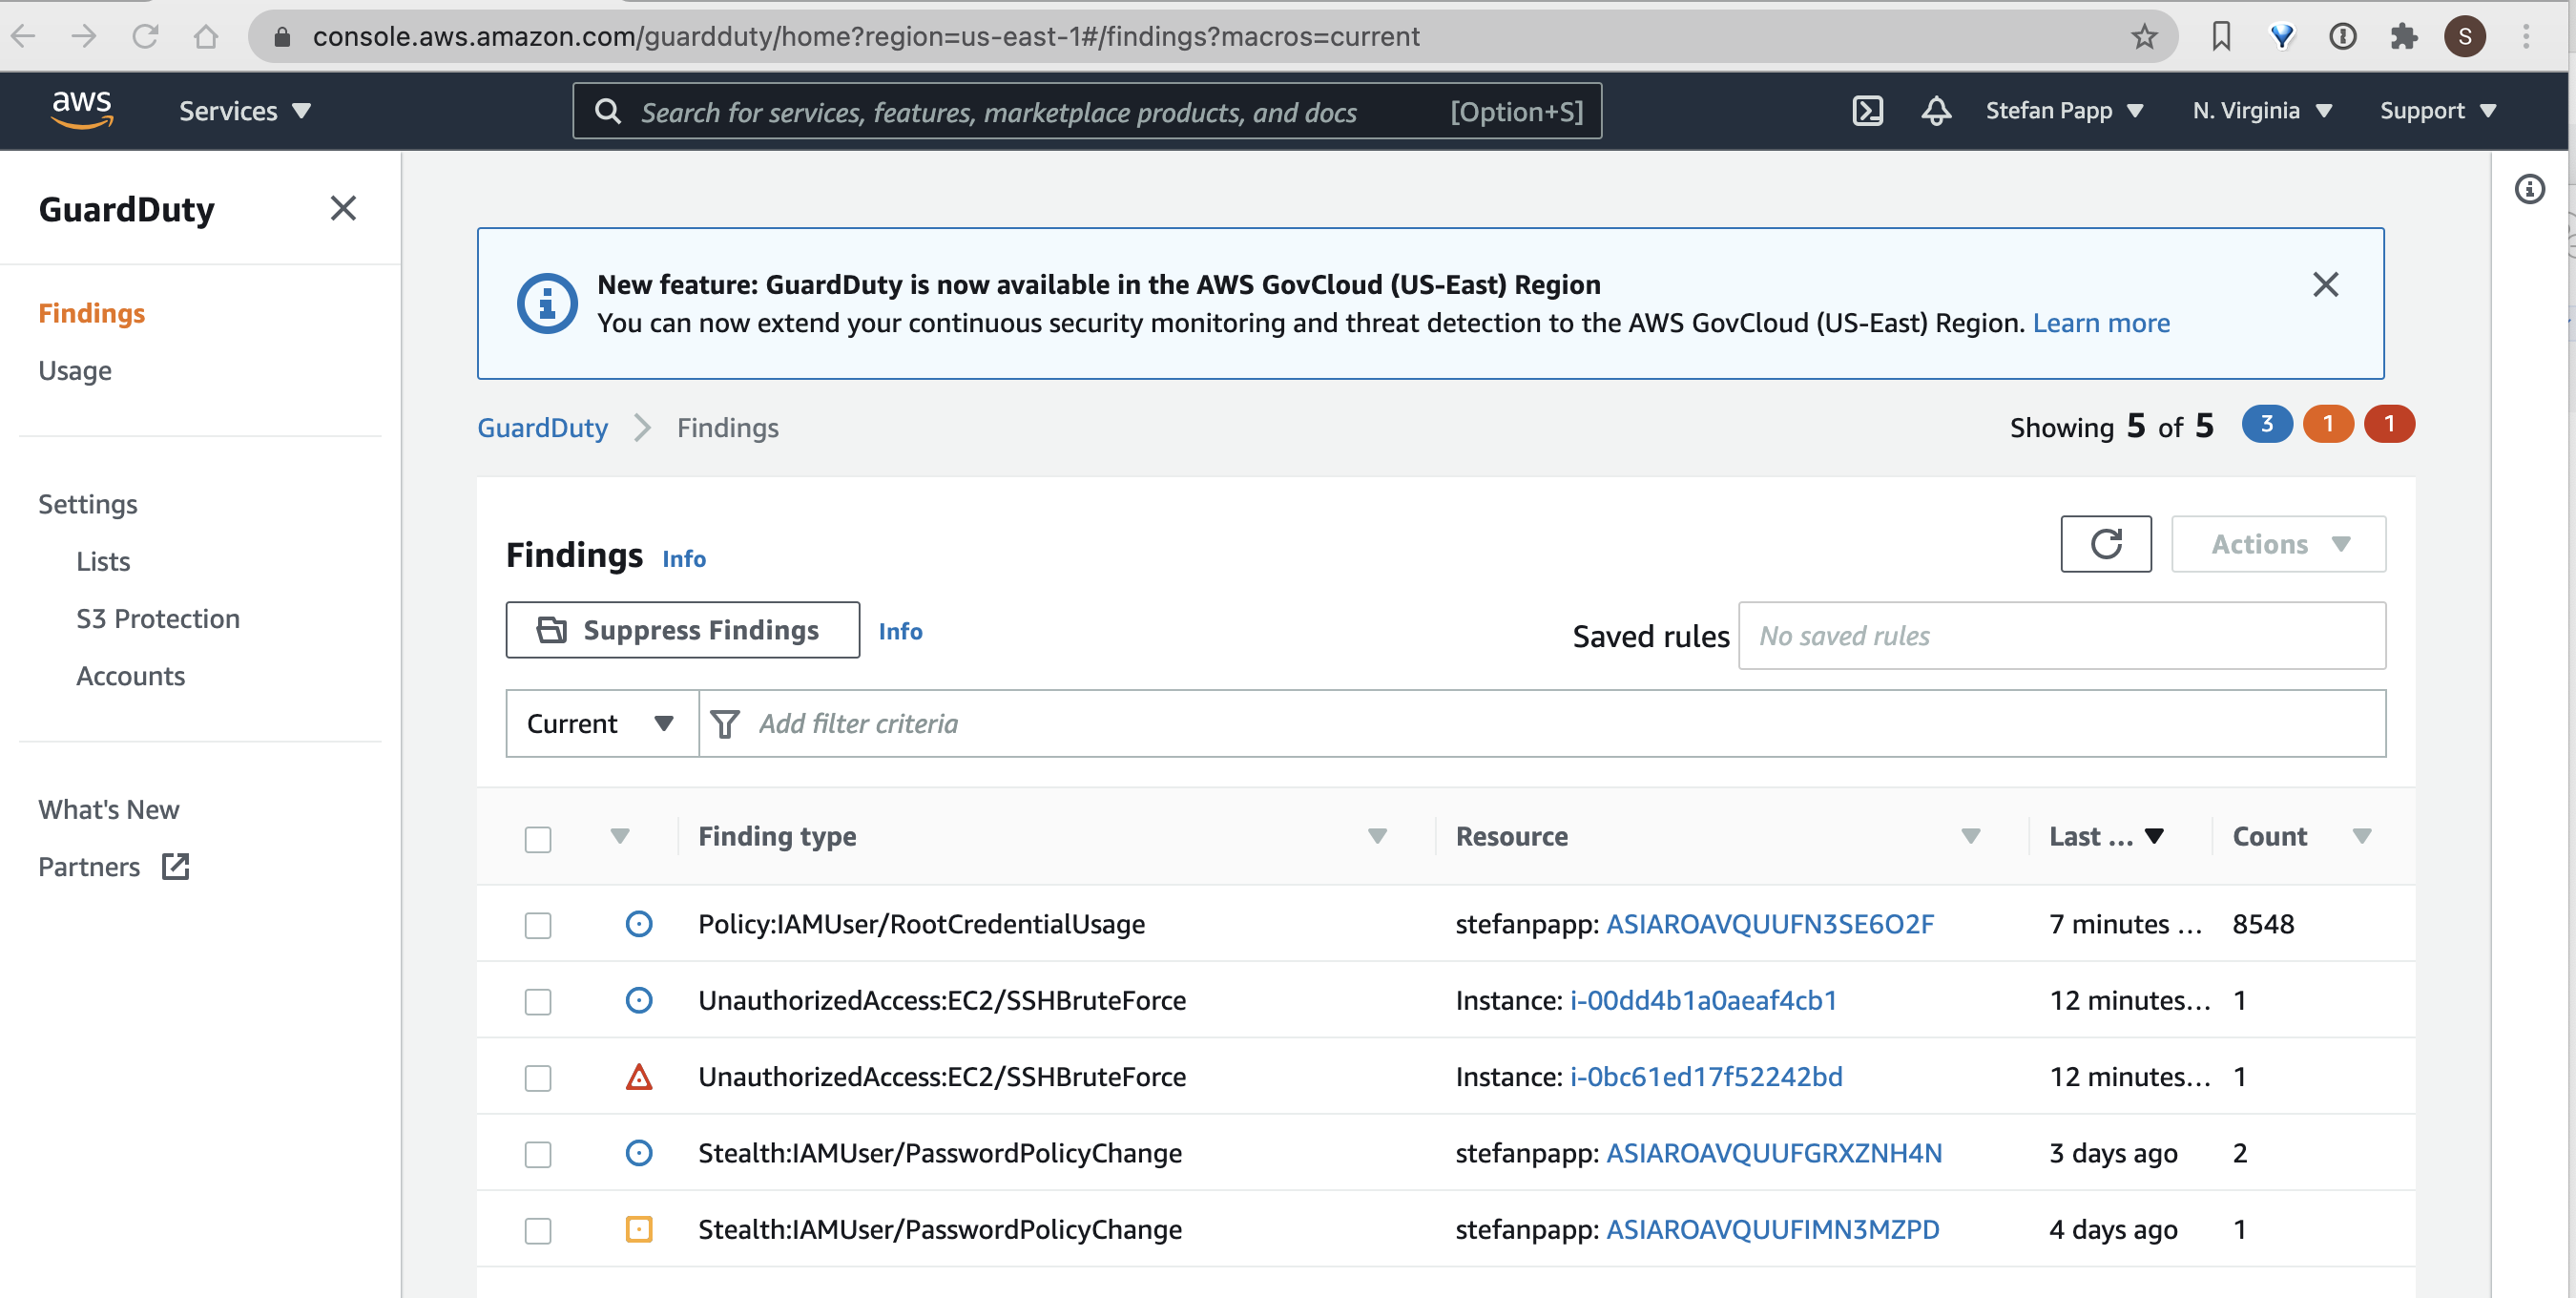 console.aws.amazon.com/guardduty/home?region=us-east-1#/findings?macros=current
S
aws
Services
Search for services, features, marketplace products, and docs
[Option+S]
Stefan Papp
N. Virginia
Support
GuardDuty
Findings
Usage
Settings
Lists
S3 Protection
Accounts
What's New
Partners
New feature: GuardDuty is now available in the AWS GovCloud (US-East) Region
You can now extend your continuous security monitoring and threat detection to the AWS GovCloud (US-East) Region. Learn more
GuardDuty Findings
Showing 5 of 5 3 1 1
Findings Info
Actions
Suppress Findings Info
Saved rules No saved rules
Current Add filter criteria
Finding type Resource Last ... Count
Policy:IAMUser/RootCredentialUsage stefanpapp: ASIAROAVQUUFN3SE6O2F 7 minutes ... 8548
UnauthorizedAccess:EC2/SSHBruteForce Instance: i-00dd4b1a0aeaf4cb1 12 minutes... 1
UnauthorizedAccess:EC2/SSHBruteForce Instance: i-0bc61ed17f52242bd 12 minutes... 1
Stealth:IAMUser/PasswordPolicyChange stefanpapp: ASIAROAVQUUFGRXZNH4N 3 days ago 2
Stealth:IAMUser/PasswordPolicyChange stefanpapp: ASIAROAVQUUFIMN3MZPD 4 days ago 1